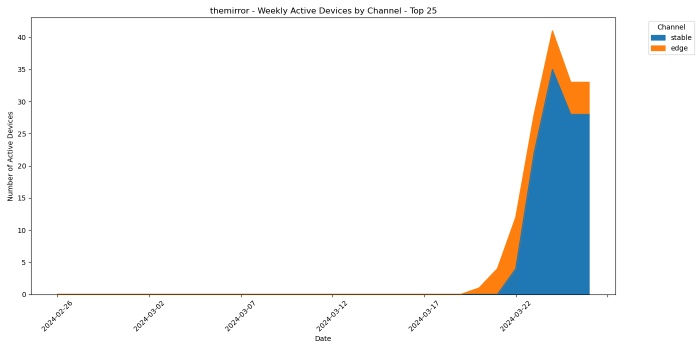 themirror - Weekly Active Devices by Channel - Top 25
Channel
stable
edge
Number of Active Devices
40
35
30
25
20
15
10
5
0
2024-02-26
2024-03-02
2024-03-07
2024-03-12
2024-03-17
2024-03-22
Date